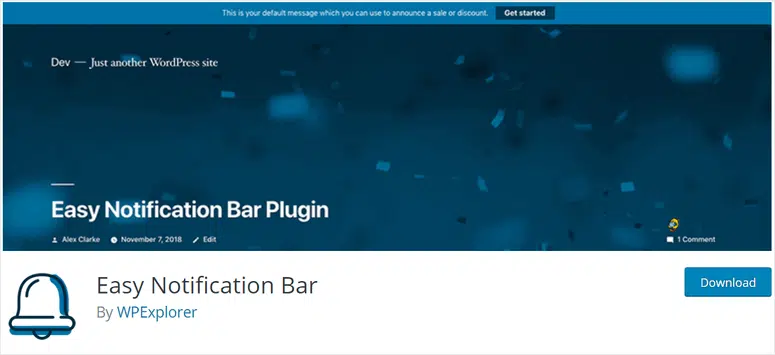 This is your default message which you can use to announce a sale or discount. Get started
Dev — Just another WordPress site
Easy Notification Bar Plugin
Alex Clarke November 7, 2018 Edit 1 Comment
Easy Notification Bar
Download
By WPExplorer